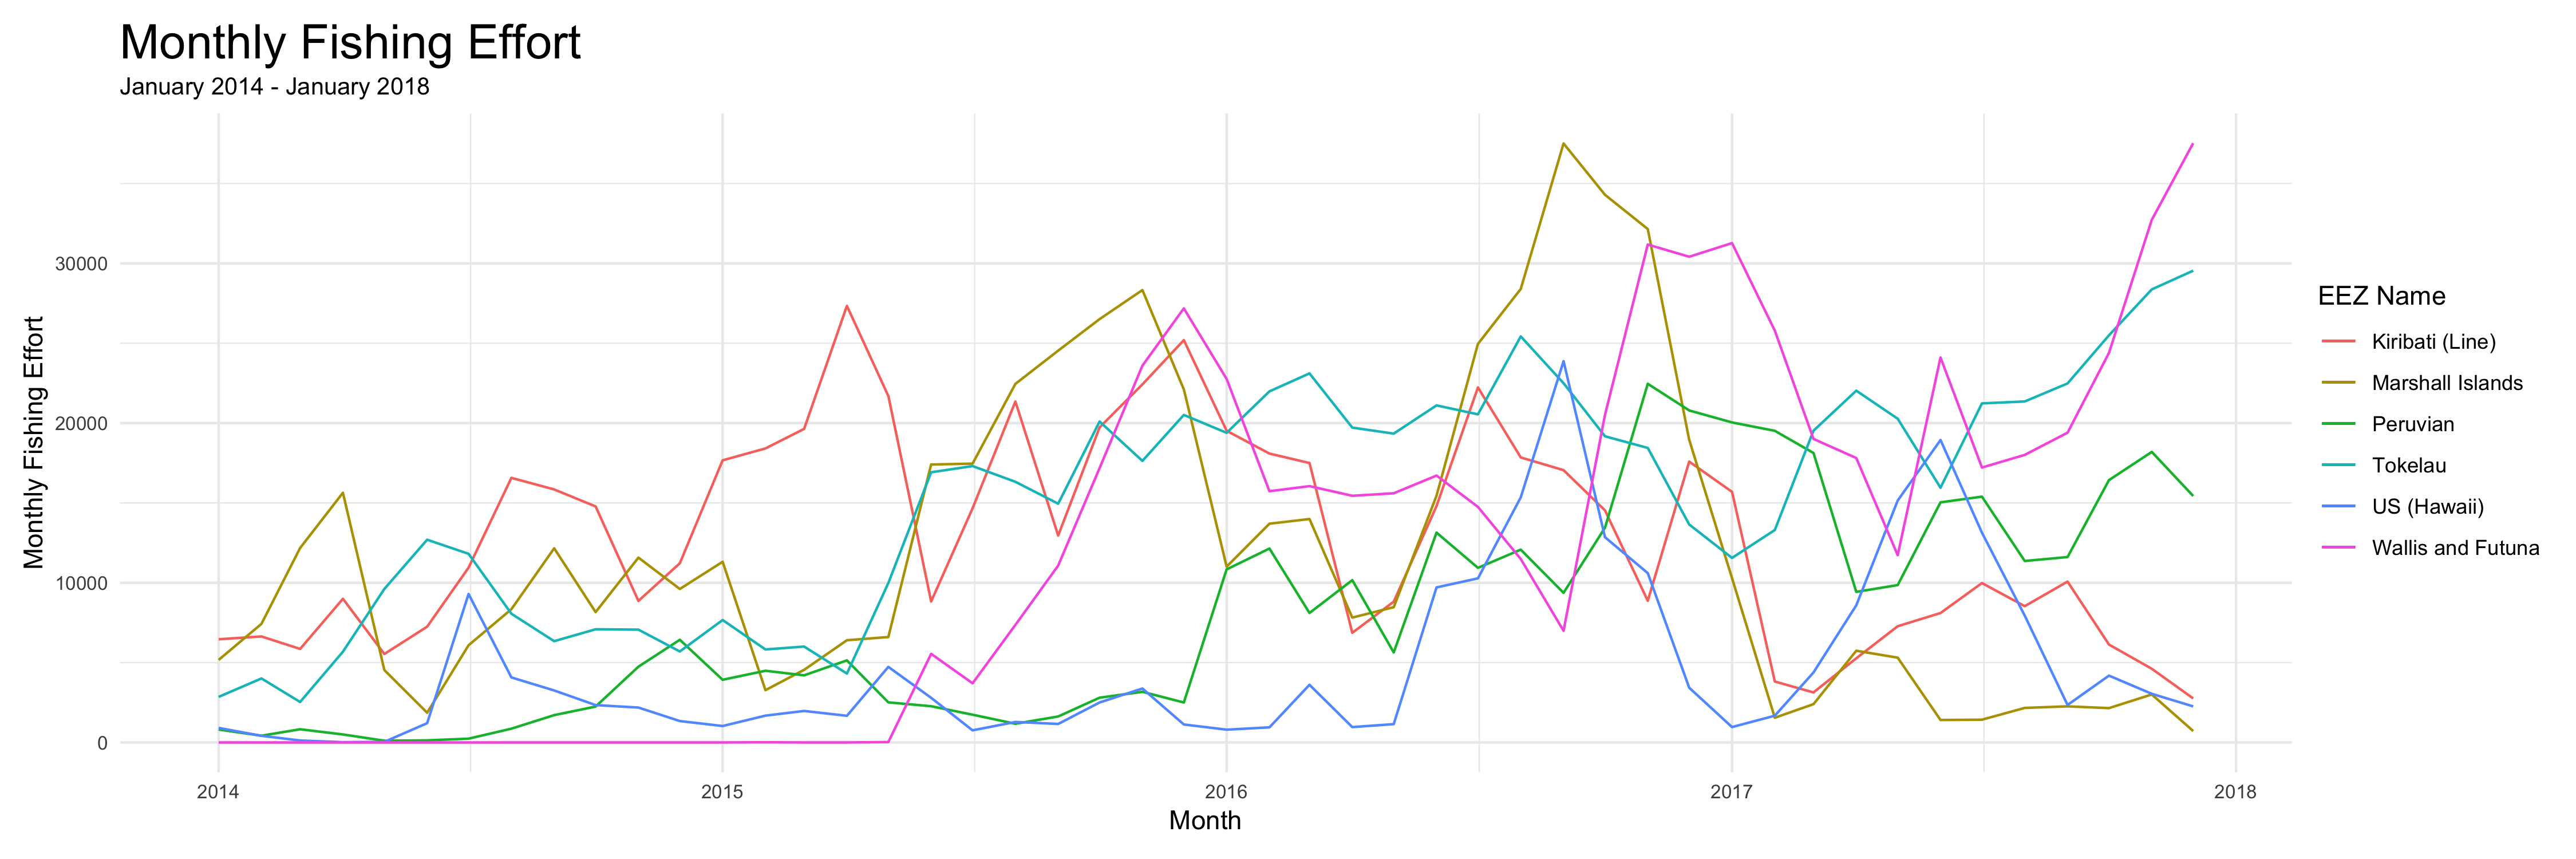 Monthly Fishing Effort
January 2014 - January 2018
Monthly Fishing Effort
30000
20000
10000
0
2014
2015
2016
2017
2018
Month
EEZ Name
Kiribati (Line)
Marshall Islands
Peruvian
Tokelau
US (Hawaii)
Wallis and Futuna